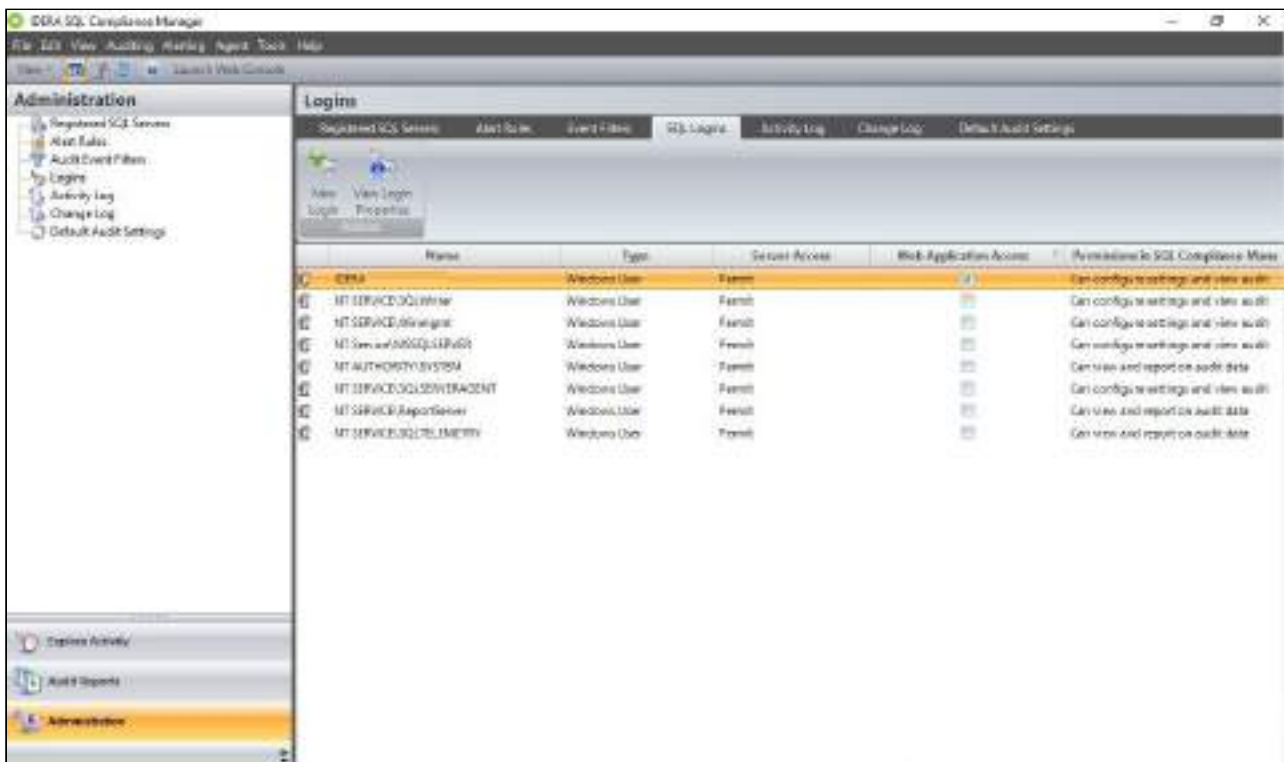 IDERA SQL Compliance Manager
File Edit View Auditing Alerting Agent Tools Help
View Launch Web Console
Administration
Registered SQL Servers
Alert Rules
Audit Event Filters
Logins
Activity Log
Change Log
Default Audit Settings
Logins
Registered SQL Servers Alert Rules Event Filters SQL Logins Activity Log Change Log Default Audit Settings
New Login
View Login Properties
Name Type Server Access Web Application Access Permissions in SQL Compliance Mana
IDERA Windows User Permit Can configure settings and view audit
NT SERVICE\SQLWriter Windows User Permit Can configure settings and view audit
NT SERVICE\Winmgmt Windows User Permit Can configure settings and view audit
NT Service\MSSQLSERVER Windows User Permit Can configure settings and view audit
NT AUTHORITY\SYSTEM Windows User Permit Can view and report on audit data
NT SERVICE\SQLSERVERAGENT Windows User Permit Can configure settings and view audit
NT SERVICE\ReportServer Windows User Permit Can view and report on audit data
NT SERVICE\SQLTELEMETRY Windows User Permit Can view and report on audit data
Explore Activity
Audit Reports
Administration